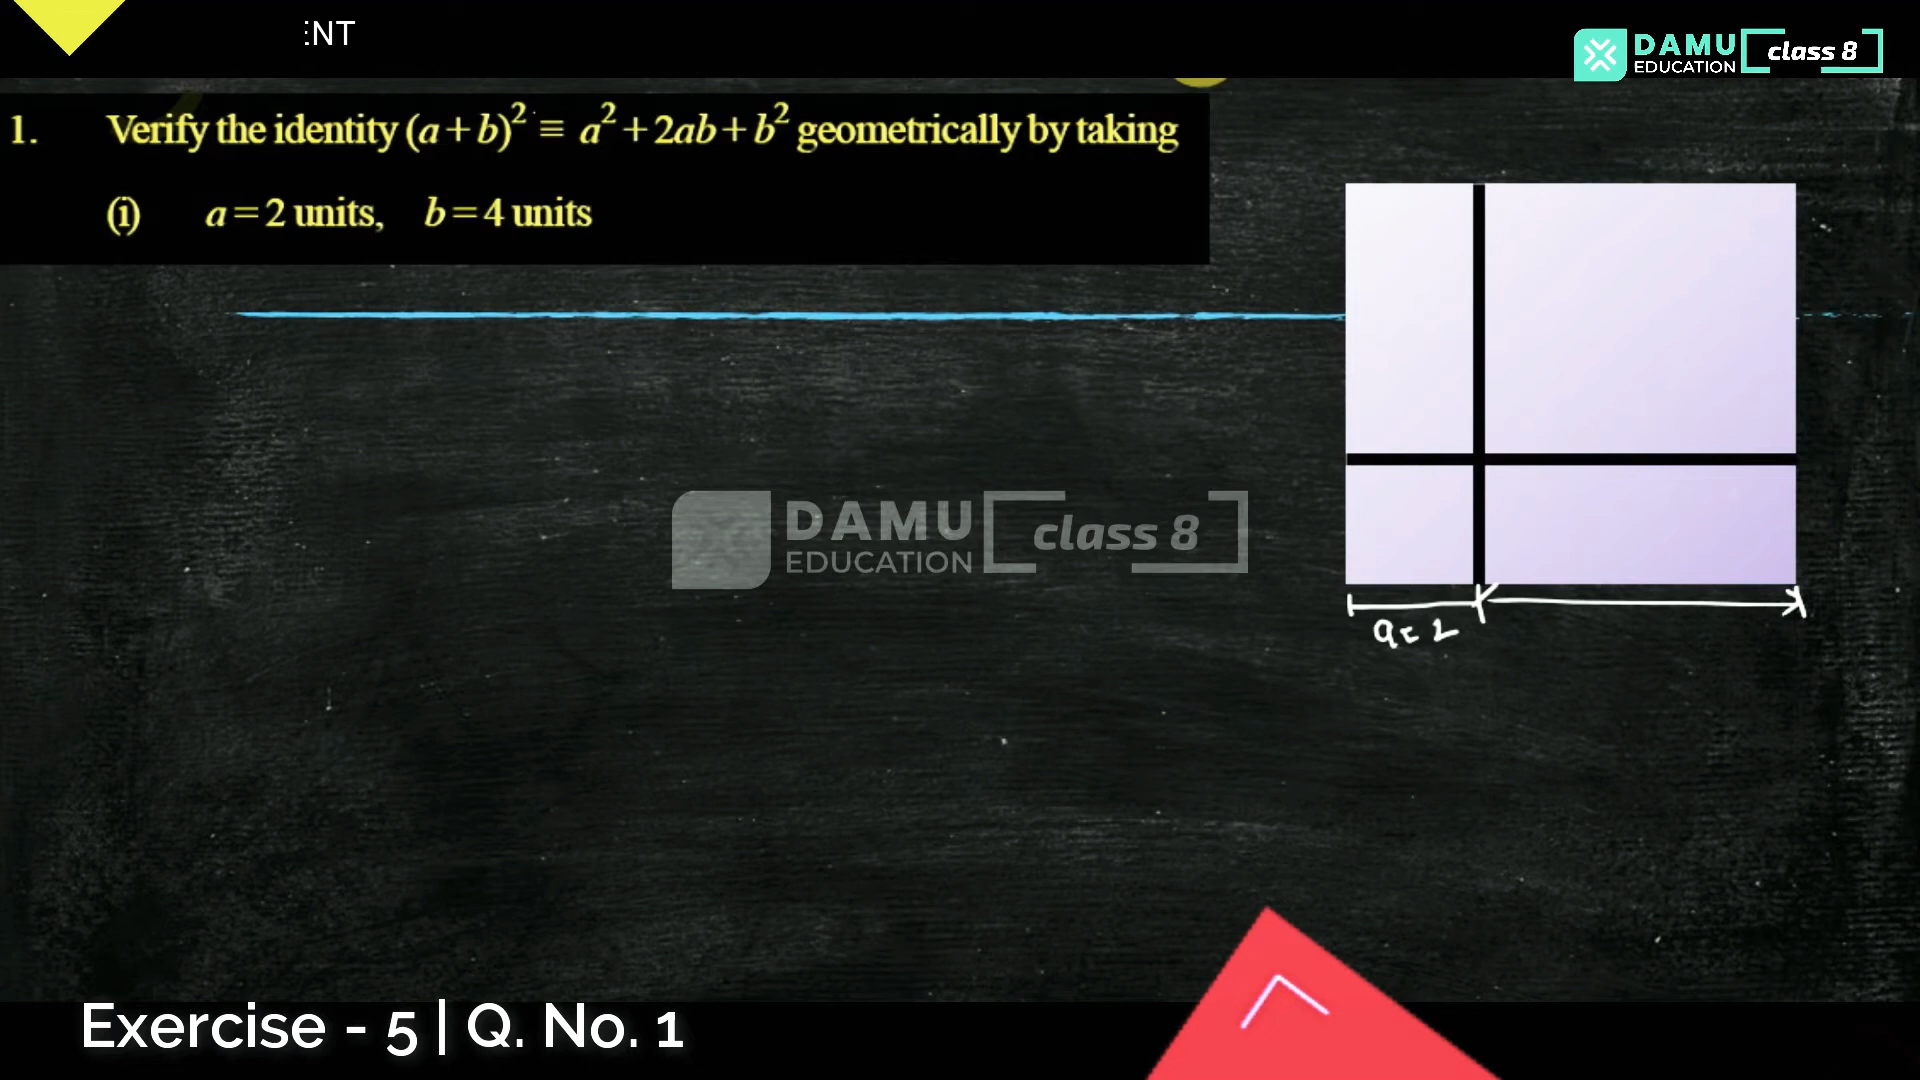 ENT
DAMU
EDUCATION
class 8
1. Verify the identity (a+b)² ≡ a²+2ab+b² geometrically by taking
(i) a=2 units, b=4 units
DAMU
EDUCATION
class 8
a=2
Exercise - 5 | Q. No. 1